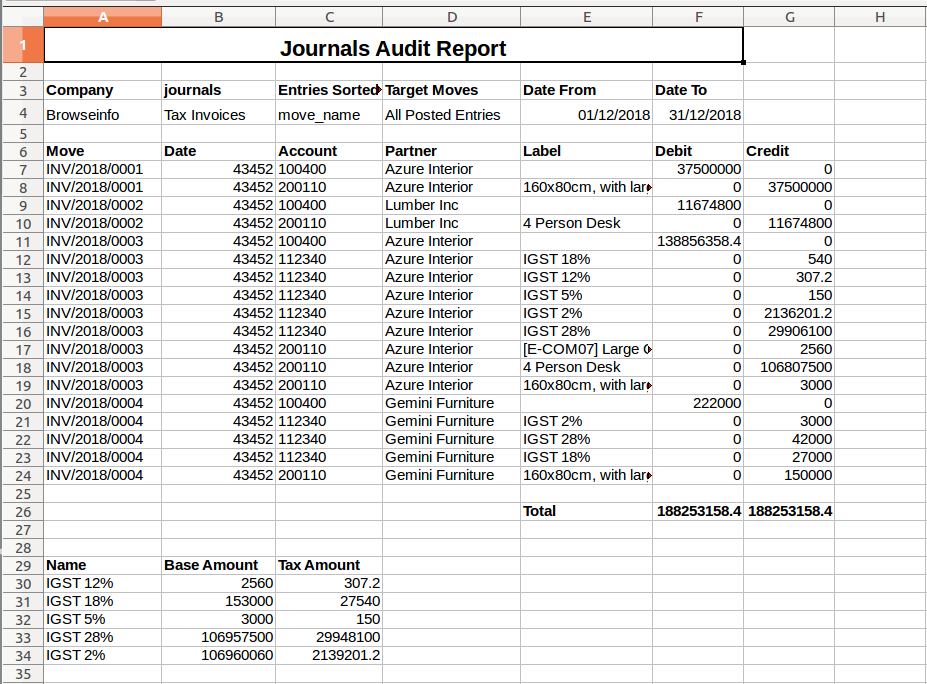 A B C D E F G H
1 Journals Audit Report
2
3 Company journals Entries Sorted Target Moves Date From Date To
4 Browseinfo Tax Invoices move_name All Posted Entries 01/12/2018 31/12/2018
5
6 Move Date Account Partner Label Debit Credit
7 INV/2018/0001 43452 100400 Azure Interior 37500000 0
8 INV/2018/0001 43452 200110 Azure Interior 160x80cm, with lar 0 37500000
9 INV/2018/0002 43452 100400 Lumber Inc 11674800 0
10 INV/2018/0002 43452 200110 Lumber Inc 4 Person Desk 0 11674800
11 INV/2018/0003 43452 100400 Azure Interior 138856358.4 0
12 INV/2018/0003 43452 112340 Azure Interior IGST 18% 0 540
13 INV/2018/0003 43452 112340 Azure Interior IGST 12% 0 307.2
14 INV/2018/0003 43452 112340 Azure Interior IGST 5% 0 150
15 INV/2018/0003 43452 112340 Azure Interior IGST 2% 0 2136201.2
16 INV/2018/0003 43452 112340 Azure Interior IGST 28% 0 29906100
17 INV/2018/0003 43452 200110 Azure Interior [E-COM07] Large 0 2560
18 INV/2018/0003 43452 200110 Azure Interior 4 Person Desk 0 106807500
19 INV/2018/0003 43452 200110 Azure Interior 160x80cm, with lar 0 3000
20 INV/2018/0004 43452 100400 Gemini Furniture 222000 0
21 INV/2018/0004 43452 112340 Gemini Furniture IGST 2% 0 3000
22 INV/2018/0004 43452 112340 Gemini Furniture IGST 28% 0 42000
23 INV/2018/0004 43452 112340 Gemini Furniture IGST 18% 0 27000
24 INV/2018/0004 43452 200110 Gemini Furniture 160x80cm, with lar 0 150000
25
26 Total 188253158.4 188253158.4
27
28
29 Name Base Amount Tax Amount
30 IGST 12% 2560 307.2
31 IGST 18% 153000 27540
32 IGST 5% 3000 150
33 IGST 28% 106957500 29948100
34 IGST 2% 106960060 2139201.2
35